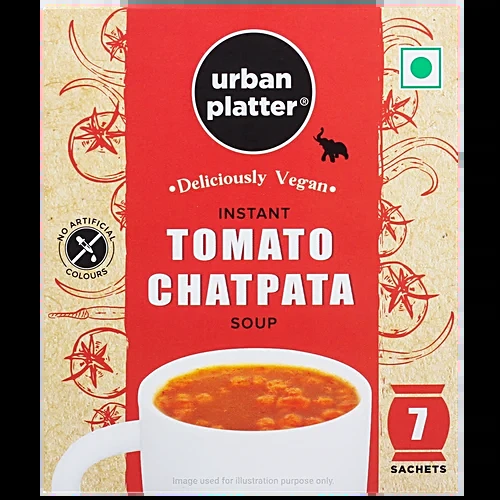 urban
platter®
•Deliciously Vegan•
INSTANT
TOMATO
CHATPATA
SOUP
NO ARTIFICIAL
COLOURS
7
SACHETS
Image used for illustration purpose only.